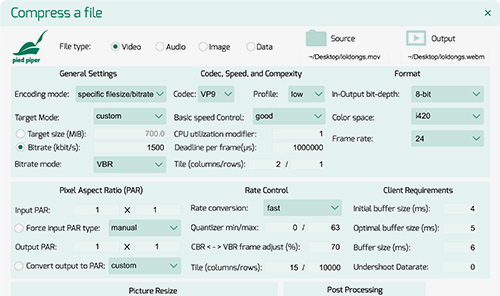 Compress a file
pied piper
File type: Video Audio Image Data
Source
~/Desktop/loldongs.mov
Output
~/Desktop/loldongs.webm
General Settings
Encoding mode: specific filesize/bitrate
Target Mode: custom
Target size (MiB) 700.0
Bitrate (kbit/s) 1500
Bitrate mode: VBR
Codec, Speed, and Compexity
Codec: VP9 Profile: low
Basic speed Control: good
CPU utilization modifier: 1
Deadline per frame(µs): 1000000
Tile (columns/rows): 2 / 1
Format
In-Output bit-depth: 8-bit
Color space: i420
Frame rate: 24
Pixel Aspect Ratio (PAR)
Input PAR: 1 X 1
Force input PAR type: manual
Output PAR: 1 X 1
Convert output to PAR: custom
Rate Control
Rate conversion: fast
Quantizer min/max: 0 / 63
CBR <-> VBR frame adjust (%): 70
Tile (columns/rows): 15 / 10000
Client Requirements
Initial buffer size (ms): 4
Optimal buffer size (ms): 5
Buffer size (ms): 6
Undershoot Datarate: 0
Picture Resize
Post Processing